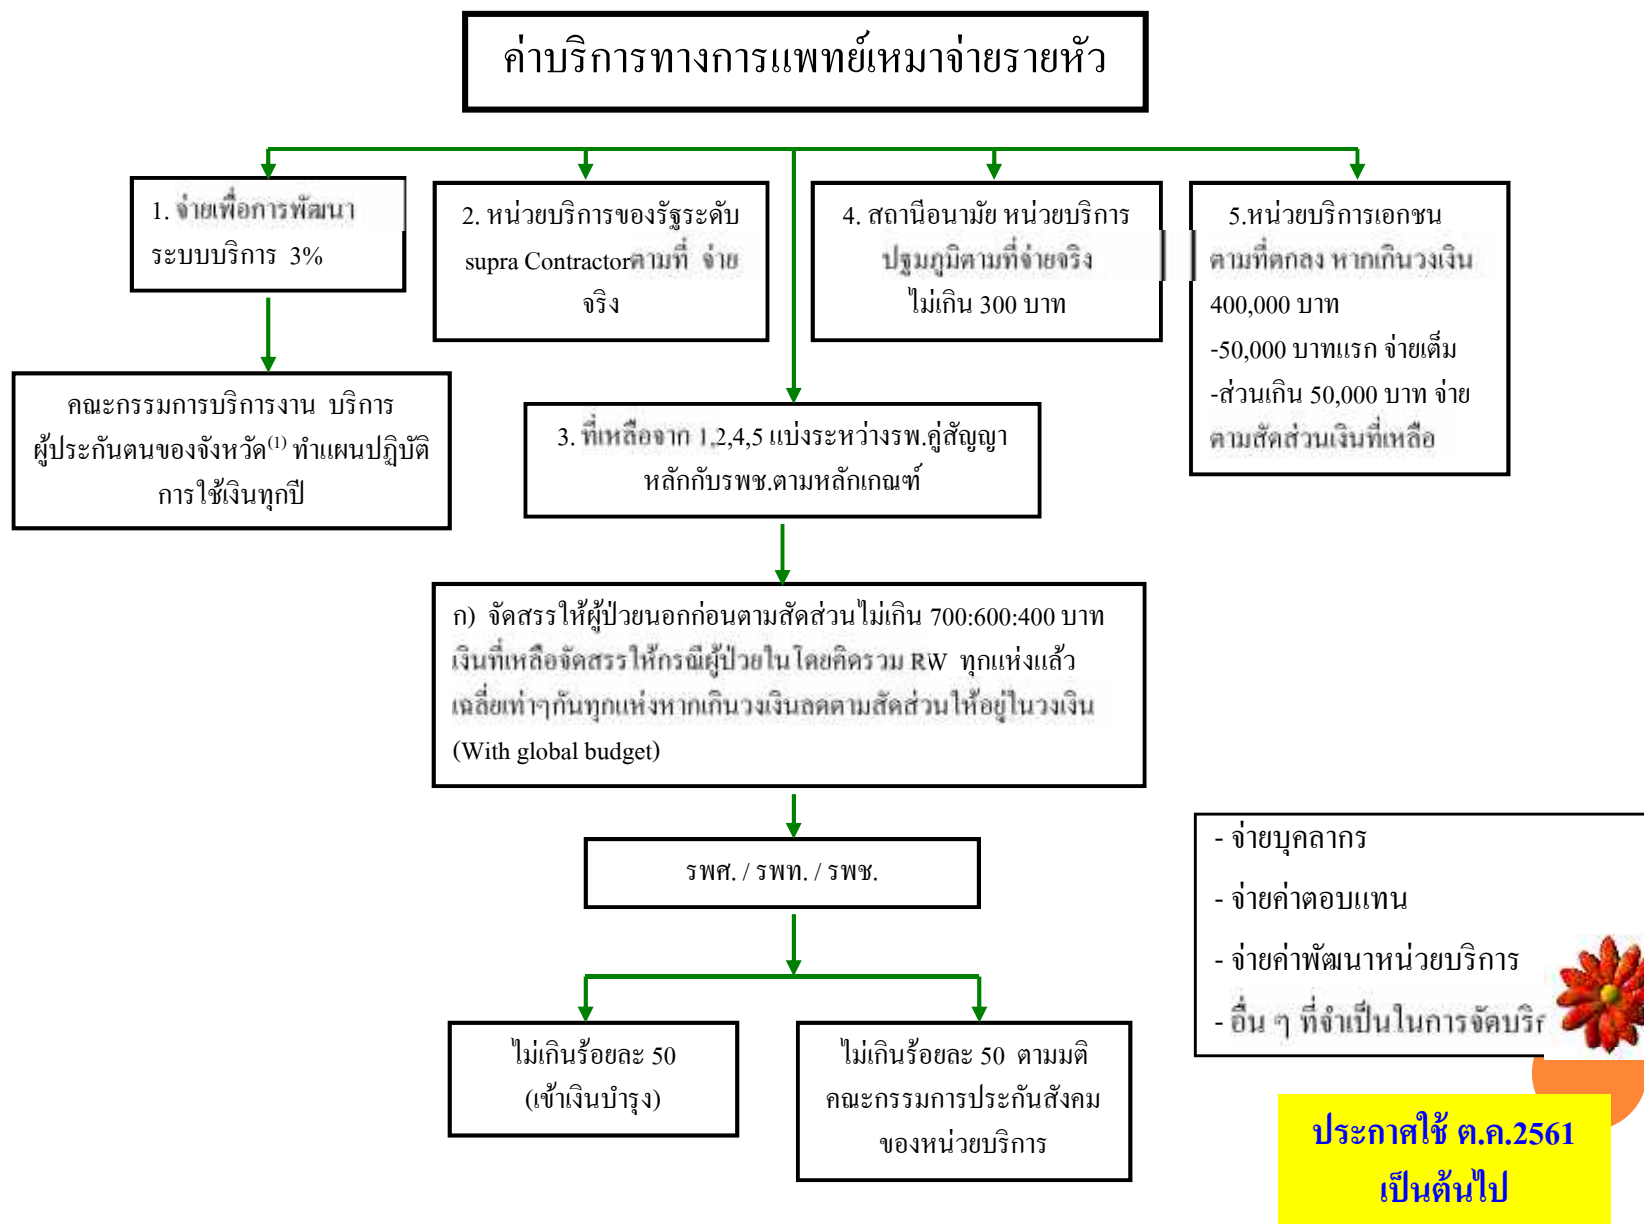 ค่าบริการทางการแพทย์เหมาจ่ายรายหัว
1. จ่ายเพื่อการพัฒนา
ระบบบริการ 3%
2. หน่วยบริการของรัฐระดับ
supra Contractorตามที่ จ่าย
จริง
4. สถานีอนามัย หน่วยบริการ
ปฐมภูมิตามที่จ่ายจริง
ไม่เกิน 300 บาท
5.หน่วยบริการเอกชน
ตามที่ตกลง หากเกินวงเงิน
400,000 บาท
-50,000 บาทแรก จ่ายเต็ม
-ส่วนเกิน 50,000 บาท จ่าย
ตามสัดส่วนเงินที่เหลือ
คณะกรรมการบริการงาน บริการ
ผู้ประกันตนของจังหวัด(1) ทำแผนปฏิบัติ
การใช้เงินทุกปี
3. ที่เหลือจาก 1,2,4,5 แบ่งระหว่างรพ.คู่สัญญา
หลักกับรพช.ตามหลักเกณฑ์
ก) จัดสรรให้ผู้ป่วยนอกก่อนตามสัดส่วนไม่เกิน 700:600:400 บาท
เงินที่เหลือจัดสรรให้กรณีผู้ป่วยในโดยคิดรวม RW ทุกแห่งแล้ว
เฉลี่ยเท่าๆกันทุกแห่งหากเกินวงเงินลดตามสัดส่วนให้อยู่ในวงเงิน
(With global budget)
รพศ. / รพท. / รพช.
ไม่เกินร้อยละ 50
(เข้าเงินบำรุง)
ไม่เกินร้อยละ 50 ตามมติ
คณะกรรมการประกันสังคม
ของหน่วยบริการ
- จ่ายบุคลากร
- จ่ายค่าตอบแทน
- จ่ายค่าพัฒนาหน่วยบริการ
- อื่น ๆ ที่จำเป็นในการจัดบริ
ประกาศใช้ ต.ค.2561
เป็นต้นไป